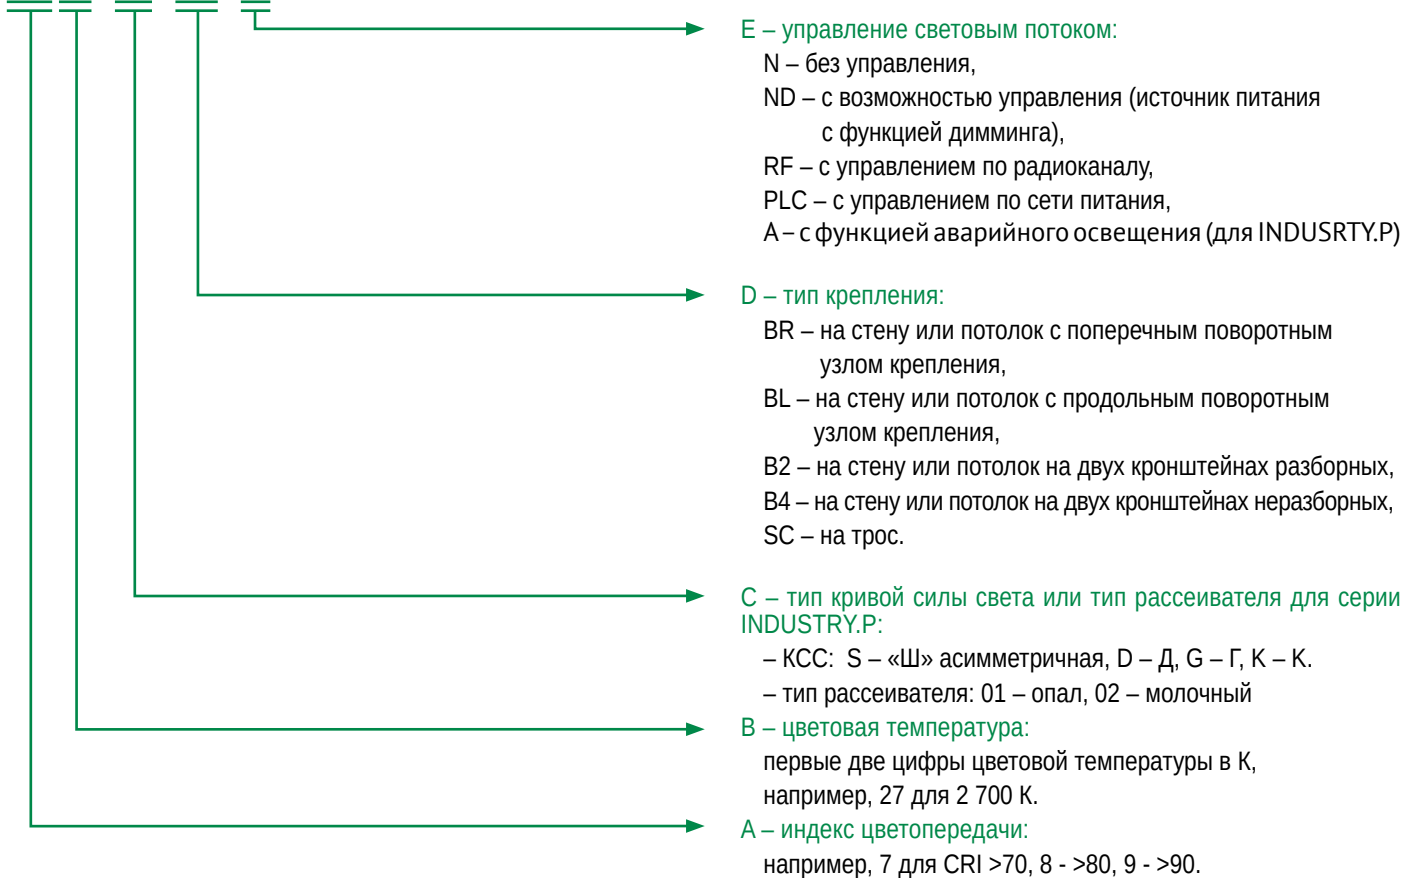 E – управление световым потоком:
N – без управления,
ND – с возможностью управления (источник питания
с функцией димминга),
RF – с управлением по радиоканалу,
PLC – с управлением по сети питания,
A – с функцией аварийного освещения (для INDUSRTY.P)
D – тип крепления:
BR – на стену или потолок с поперечным поворотным
узлом крепления,
BL – на стену или потолок с продольным поворотным
узлом крепления,
B2 – на стену или потолок на двух кронштейнах разборных,
B4 – на стену или потолок на двух кронштейнах неразборных,
SC – на трос.
C – тип кривой силы света или тип рассеивателя для серии
INDUSTRY.P:
– КСС: S – «Ш» асимметричная, D – Д, G – Г, K – К.
– тип рассеивателя: 01 – опал, 02 – молочный
B – цветовая температура:
первые две цифры цветовой температуры в К,
например, 27 для 2 700 К.
A – индекс цветопередачи:
например, 7 для CRI >70, 8 - >80, 9 - >90.